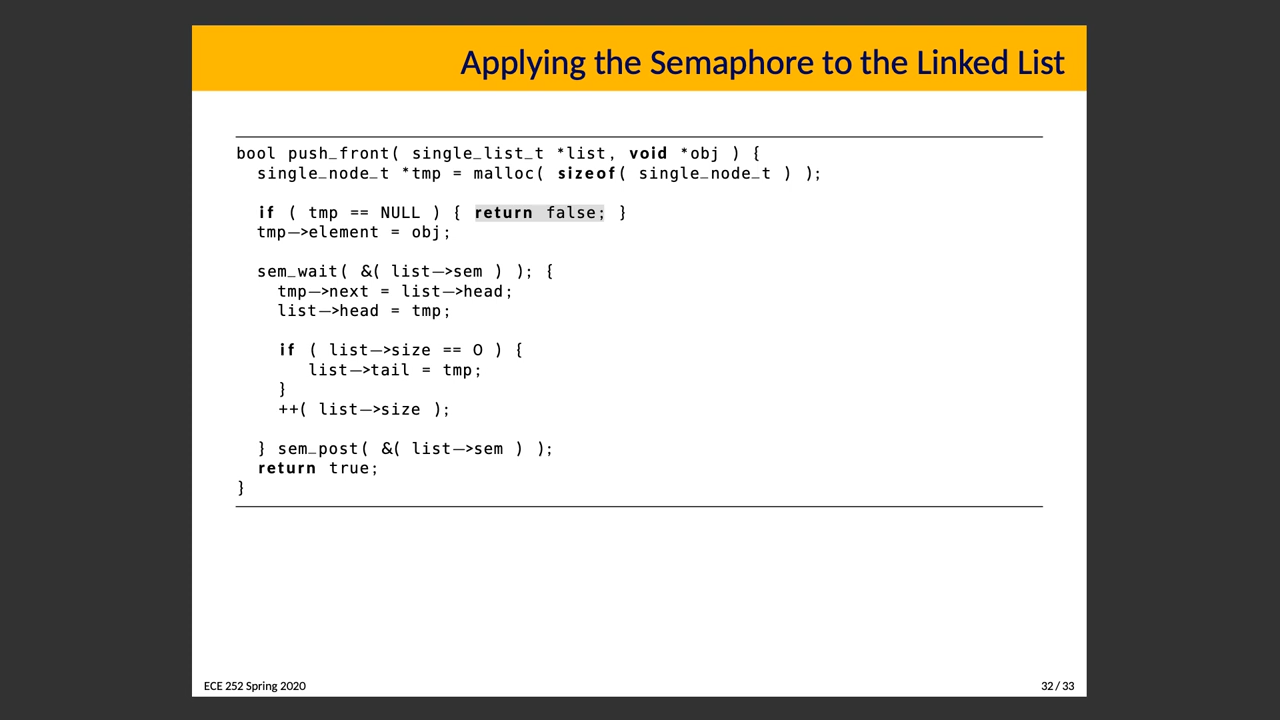 Applying the Semaphore to the Linked List
bool push_front( single_list_t *list, void *obj ) {
  single_node_t *tmp = malloc( sizeof( single_node_t ) );
  if ( tmp == NULL ) { return false; }
  tmp->element = obj;
  sem_wait( &( list->sem ) ); {
    tmp->next = list->head;
    list->head = tmp;
    if ( list->size == 0 ) {
       list->tail = tmp;
    }
    ++( list->size );
  } sem_post( &( list->sem ) );
  return true;
}
ECE 252 Spring 2020
32 / 33